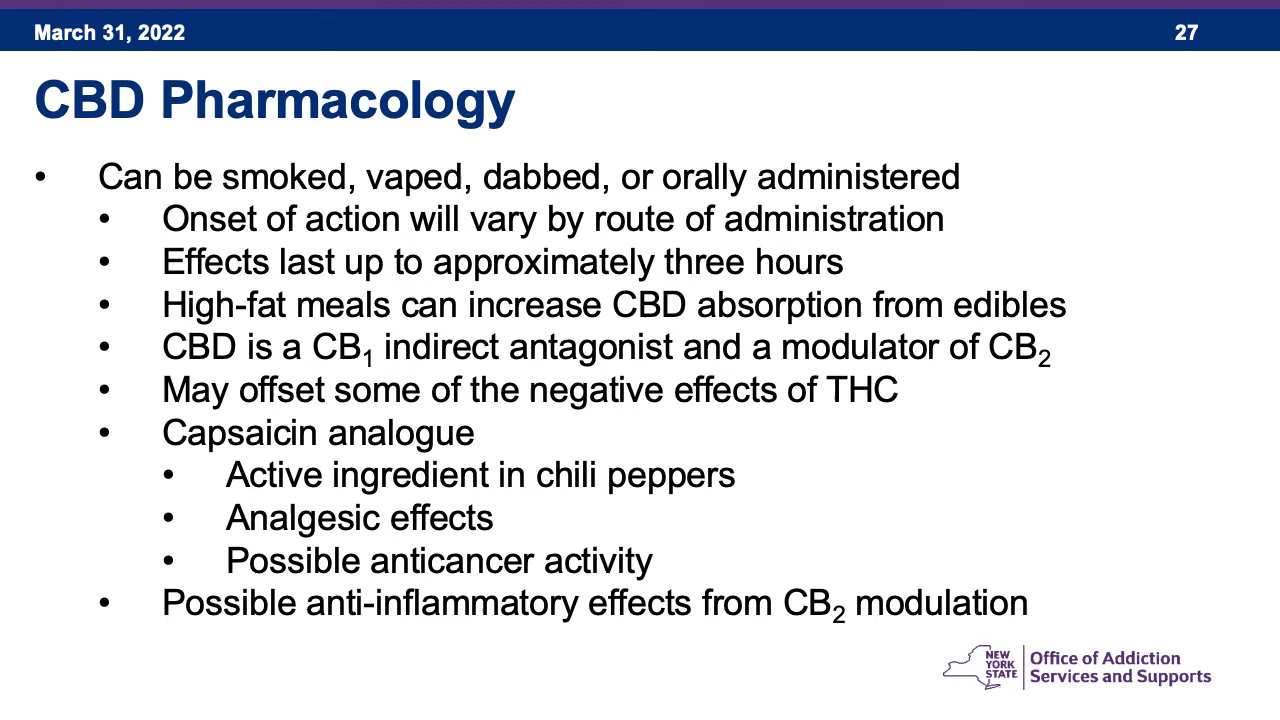 March 31, 2022
27
CBD Pharmacology
• Can be smoked, vaped, dabbed, or orally administered
• Onset of action will vary by route of administration
• Effects last up to approximately three hours
• High-fat meals can increase CBD absorption from edibles
• CBD is a CB₁ indirect antagonist and a modulator of CB₂
• May offset some of the negative effects of THC
• Capsaicin analogue
• Active ingredient in chili peppers
• Analgesic effects
• Possible anticancer activity
• Possible anti-inflammatory effects from CB₂ modulation
NEW
YORK
STATE
Office of Addiction
Services and Supports